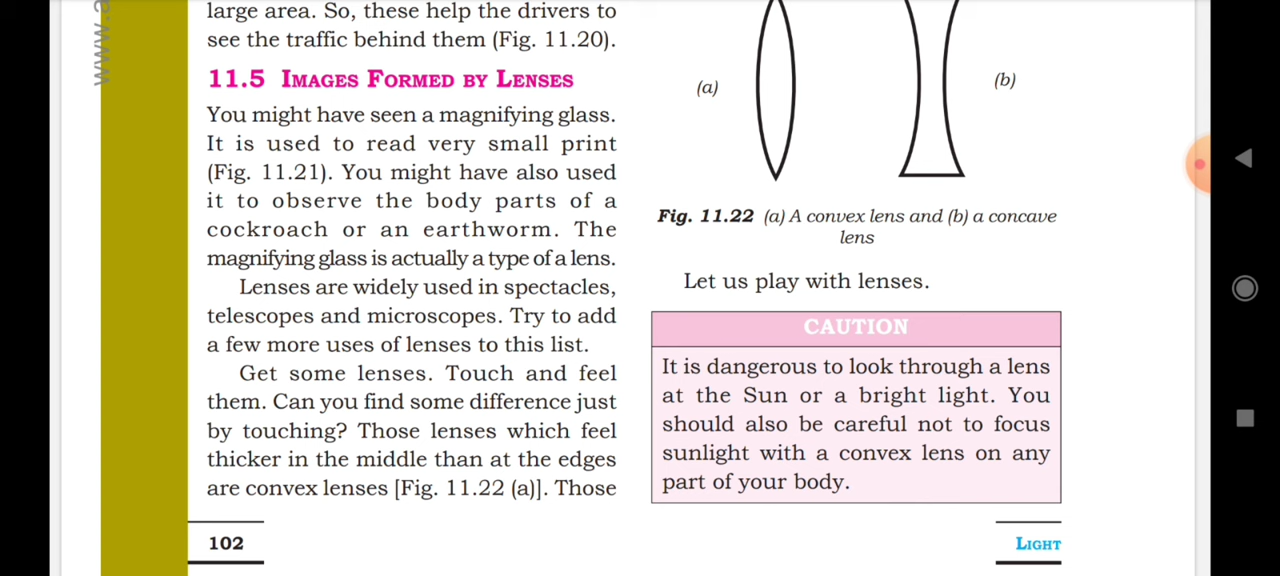 large area. So, these help the drivers to
see the traffic behind them (Fig. 11.20).
11.5 IMAGES FORMED BY LENSES
You might have seen a magnifying glass.
It is used to read very small print
(Fig. 11.21). You might have also used
it to observe the body parts of a
cockroach or an earthworm. The
magnifying glass is actually a type of a lens.
Lenses are widely used in spectacles,
telescopes and microscopes. Try to add
a few more uses of lenses to this list.
Get some lenses. Touch and feel
them. Can you find some difference just
by touching? Those lenses which feel
thicker in the middle than at the edges
are convex lenses [Fig. 11.22 (a)]. Those
(a)
(b)
Fig. 11.22 (a) A convex lens and (b) a concave
lens
Let us play with lenses.
CAUTION
It is dangerous to look through a lens
at the Sun or a bright light. You
should also be careful not to focus
sunlight with a convex lens on any
part of your body.
102
LIGHT